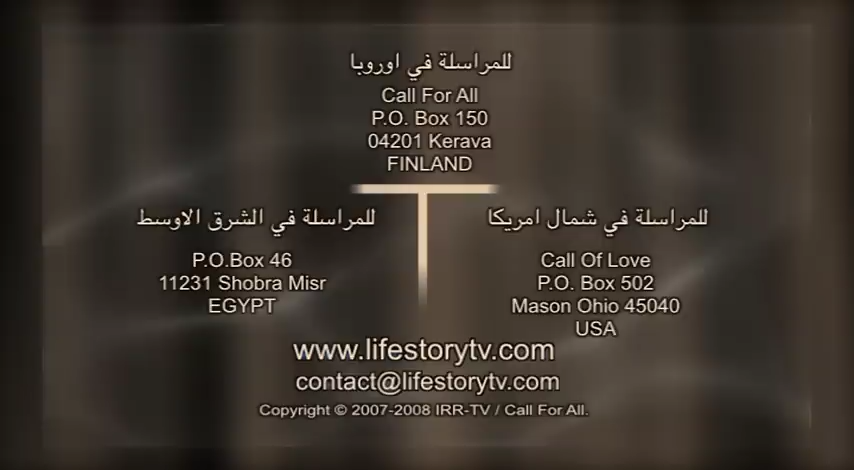 للمراسلة في اوروبا
Call For All
P.O. Box 150
04201 Kerava
FINLAND
للمراسلة في الشرق الاوسط
P.O.Box 46
11231 Shobra Misr
EGYPT
للمراسلة في شمال امريكا
Call Of Love
P.O. Box 502
Mason Ohio 45040
USA
www.lifestorytv.com
contact@lifestorytv.com
Copyright © 2007-2008 IRR-TV / Call For All.